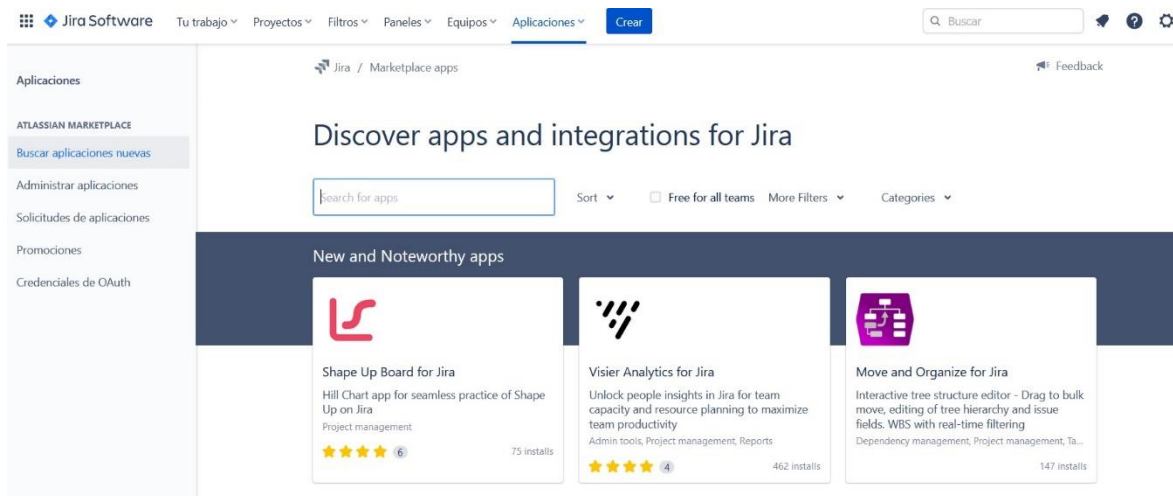 Jira Software Tu trabajo Proyectos Filtros Paneles Equipos Aplicaciones Crear Buscar
Aplicaciones
ATLASSIAN MARKETPLACE
Buscar aplicaciones nuevas
Administrar aplicaciones
Solicitudes de aplicaciones
Promociones
Credenciales de OAuth
Jira / Marketplace apps Feedback
Discover apps and integrations for Jira
Search for apps Sort Free for all teams More Filters Categories
New and Noteworthy apps
Shape Up Board for Jira
Hill Chart app for seamless practice of Shape
Up on Jira
Project management
6 75 installs
Visier Analytics for Jira
Unlock people insights in Jira for team
capacity and resource planning to maximize
team productivity
Admin tools, Project management, Reports
4 462 installs
Move and Organize for Jira
Interactive tree structure editor - Drag to bulk
move, editing of tree hierarchy and issue
fields. WBS with real-time filtering
Dependency management, Project management, Ta...
147 installs